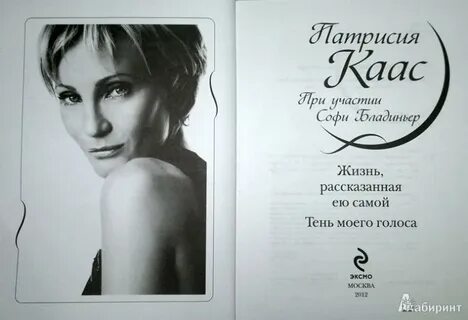 Патрисия
Каас
При участии
Софи Бладиньер
Жизнь,
рассказанная
ею самой
Тень моего голоса
ЭКСМО
МОСКВА
2012
Лабиринт